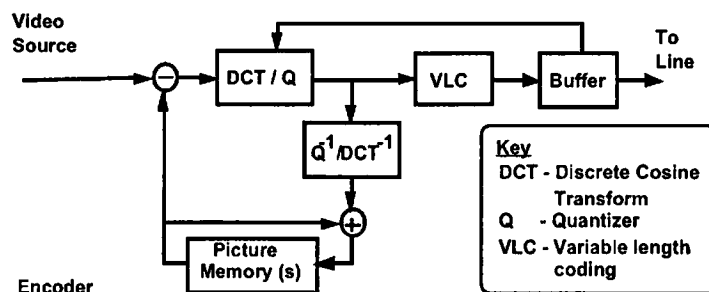 Video
Source
To
Line
−
DCT / Q
VLC
Buffer
Q⁻¹/DCT⁻¹
+
Picture
Memory (s)
Encoder
Key
DCT - Discrete Cosine
Transform
Q - Quantizer
VLC - Variable length
coding